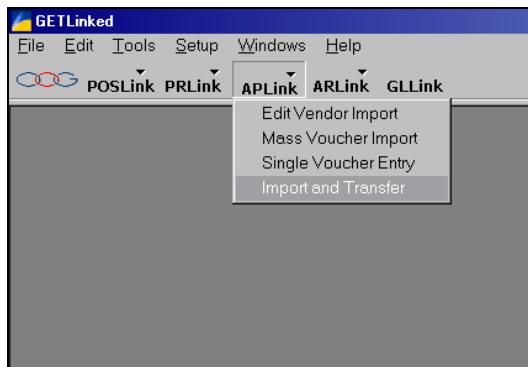 GETLinked
File Edit Tools Setup Windows Help
POSLink PRLink APLink ARLink GLLink
Edit Vendor Import
Mass Voucher Import
Single Voucher Entry
Import and Transfer